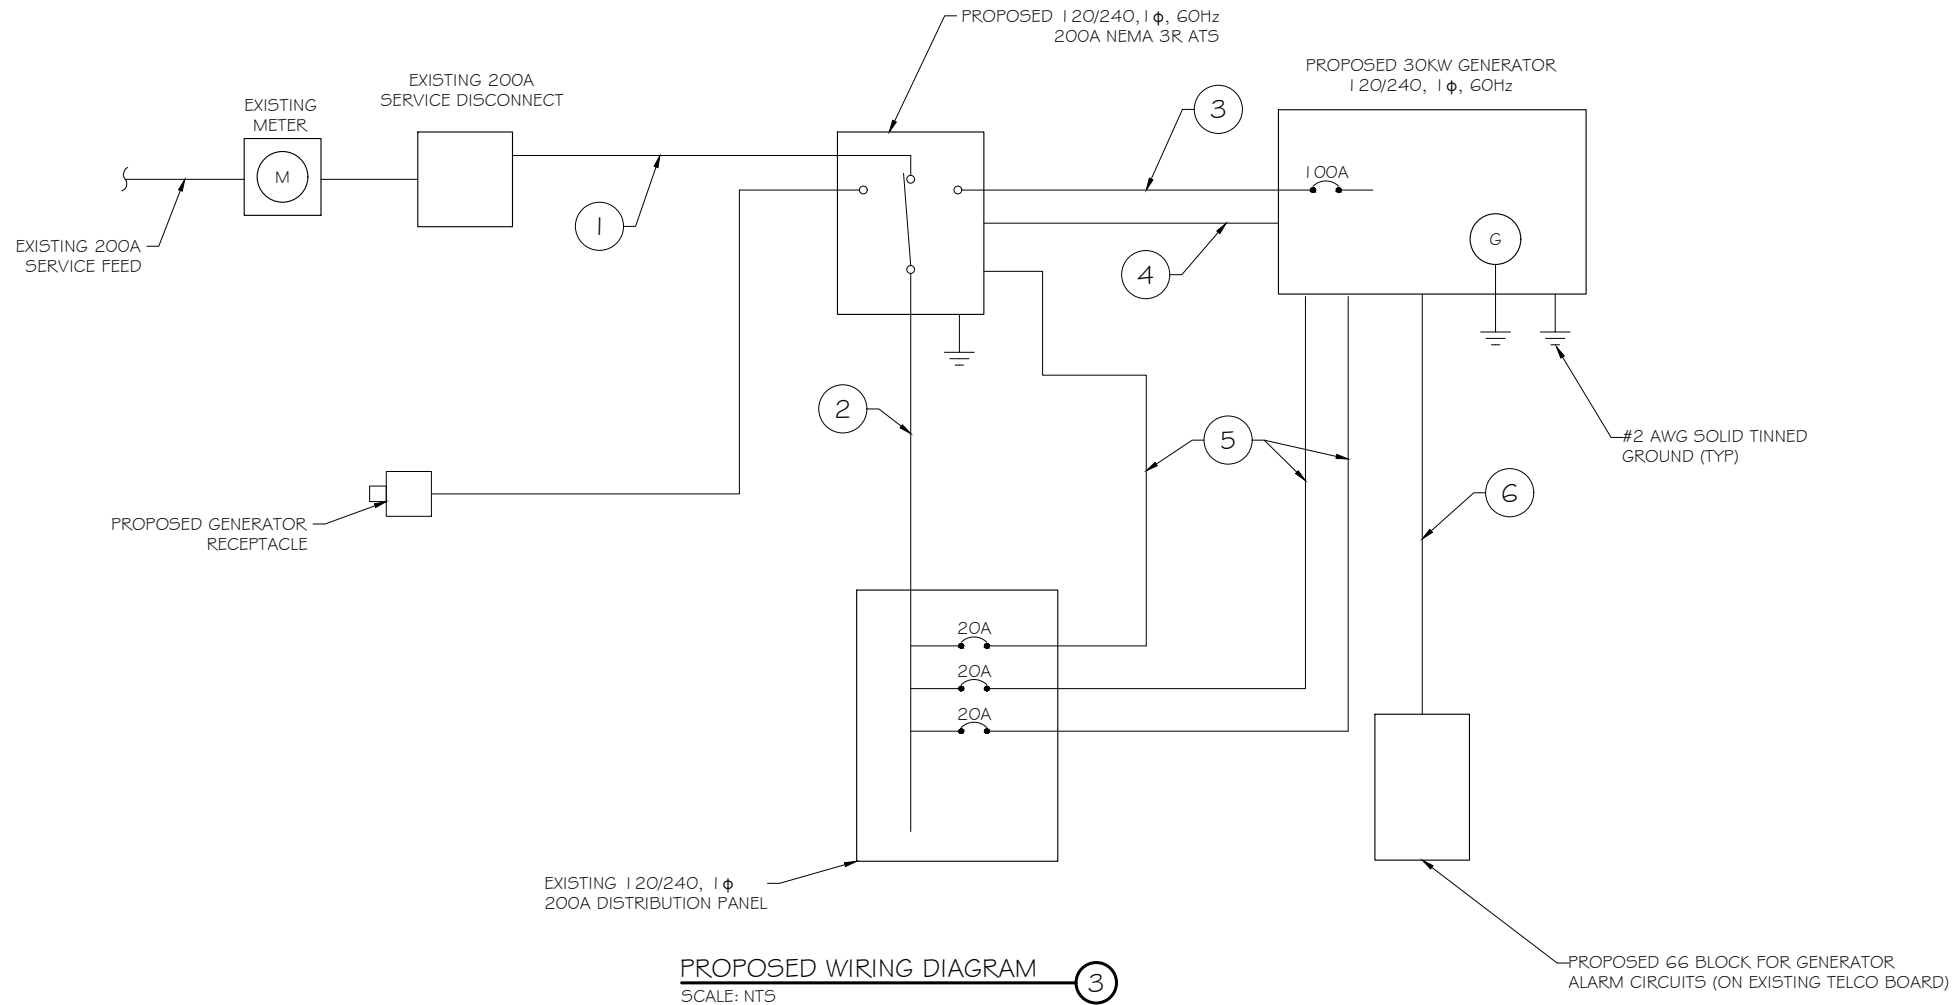 PROPOSED 120/240, 1ϕ, 60Hz
200A NEMA 3R ATS
PROPOSED 30KW GENERATOR
120/240, 1ϕ, 60Hz
EXISTING 200A
SERVICE DISCONNECT
EXISTING
METER
M
3
100A
1
EXISTING 200A
SERVICE FEED
G
4
2
5
#2 AWG SOLID TINNED
GROUND (TYP)
6
PROPOSED GENERATOR
RECEPTACLE
20A
20A
20A
EXISTING 120/240, 1ϕ
200A DISTRIBUTION PANEL
PROPOSED 66 BLOCK FOR GENERATOR
ALARM CIRCUITS (ON EXISTING TELCO BOARD)
PROPOSED WIRING DIAGRAM
3
SCALE: NTS